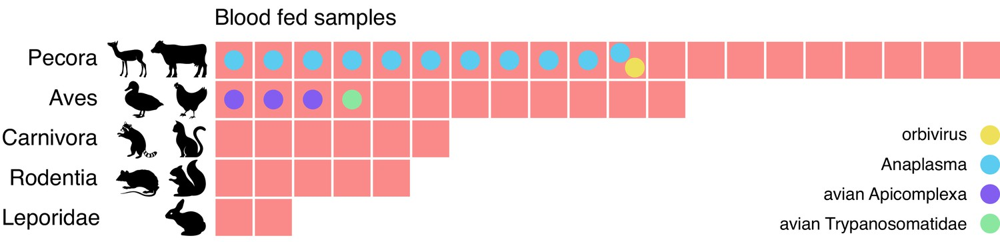 Blood fed samples
Pecora
Aves
Carnivora
Rodentia
Leporidae
orbivirus
Anaplasma
avian Apicomplexa
avian Trypanosomatidae